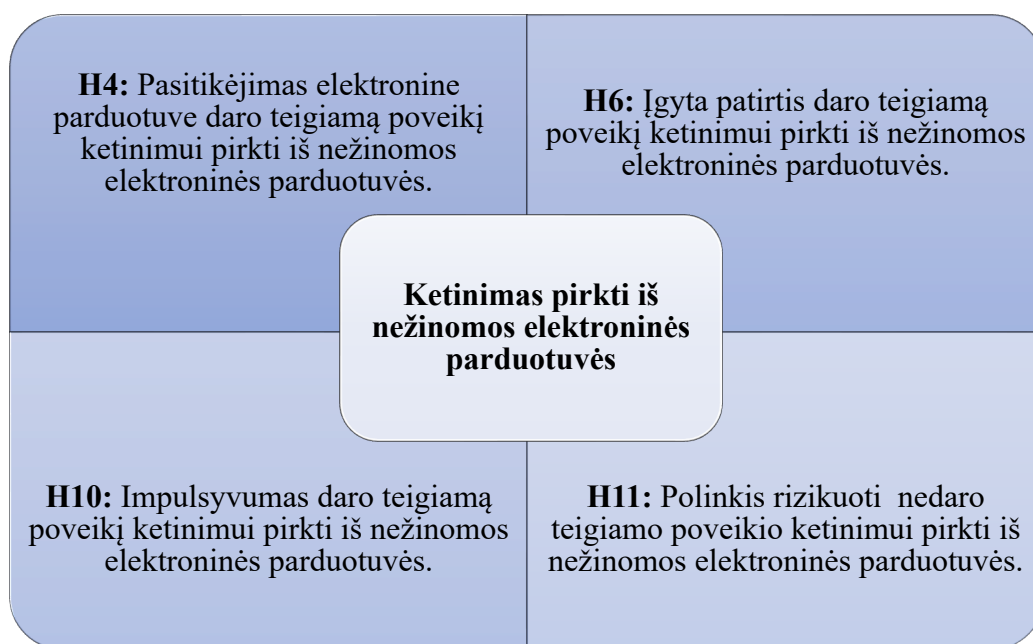 H4: Pasitikėjimas elektronine
parduotuve daro teigiamą poveikį
ketinimui pirkti iš nežinomos
elektroninės parduotuvės.
H6: Įgyta patirtis daro teigiamą
poveikį ketinimui pirkti iš nežinomos
elektroninės parduotuvės.
Ketinimas pirkti iš
nežinomos elektroninės
parduotuvės
H10: Impulsyvumas daro teigiamą
poveikį ketinimui pirkti iš nežinomos
elektroninės parduotuvės.
H11: Polinkis rizikuoti  nedaro
teigiamo poveikio ketinimui pirkti iš
nežinomos elektroninės parduotuvės.